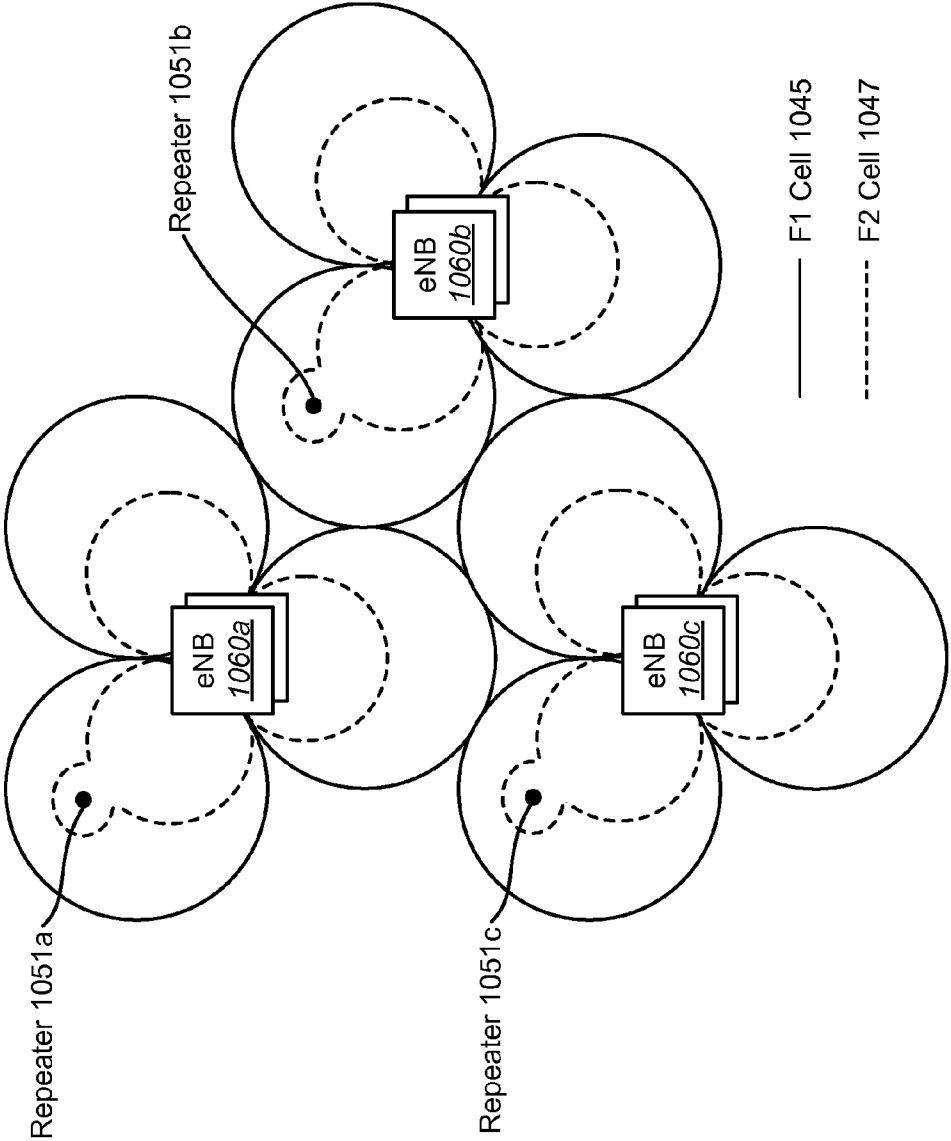 Repeater 1051a
Repeater 1051b
Repeater 1051c
eNB
1060a
eNB
1060b
eNB
1060c
F1 Cell 1045
F2 Cell 1047